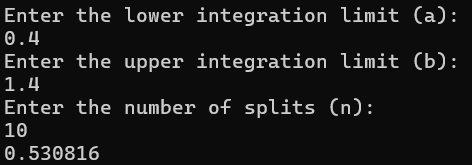 Enter the lower integration limit (a):
0.4
Enter the upper integration limit (b):
1.4
Enter the number of splits (n):
10
0.530816